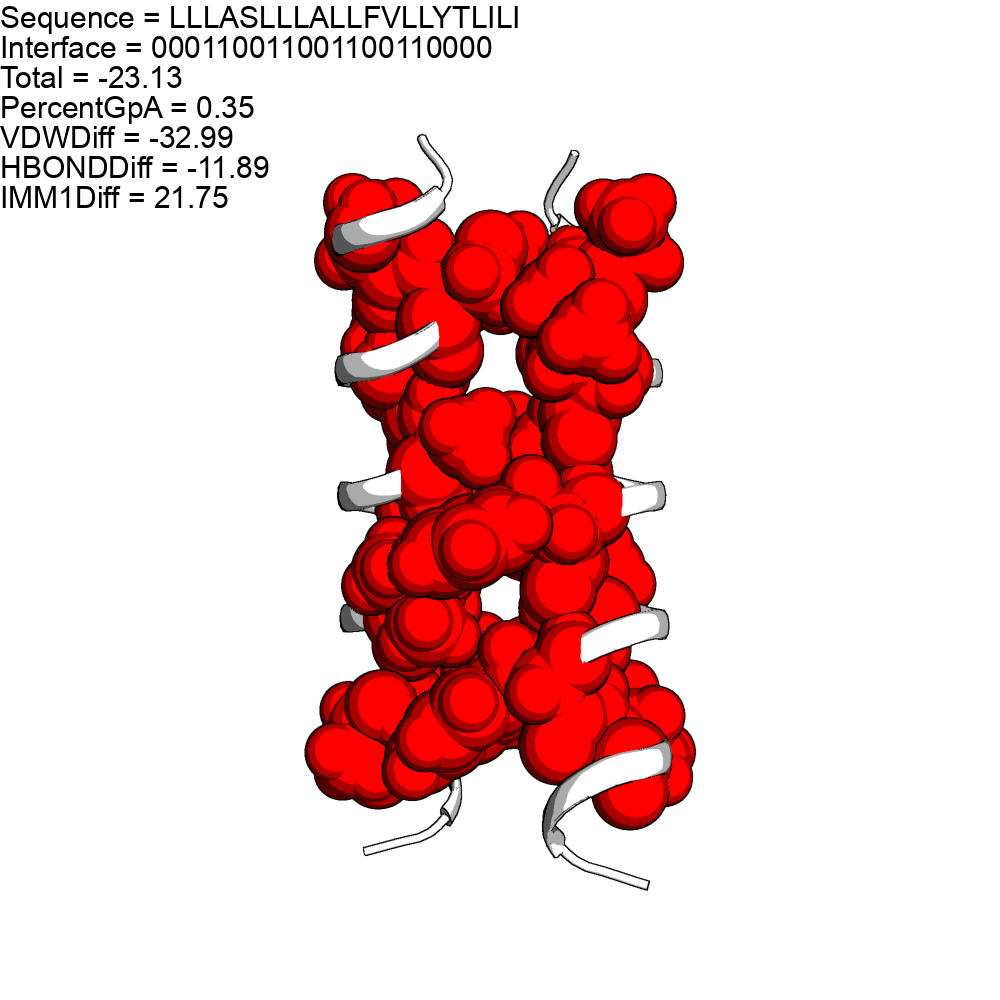 Sequence = LLLASLLLALLFVLLYTLILI
Interface = 000110011001100110000
Total = -23.13
PercentGpA = 0.35
VDWDiff = -32.99
HBONDDiff = -11.89
IMM1Diff = 21.75